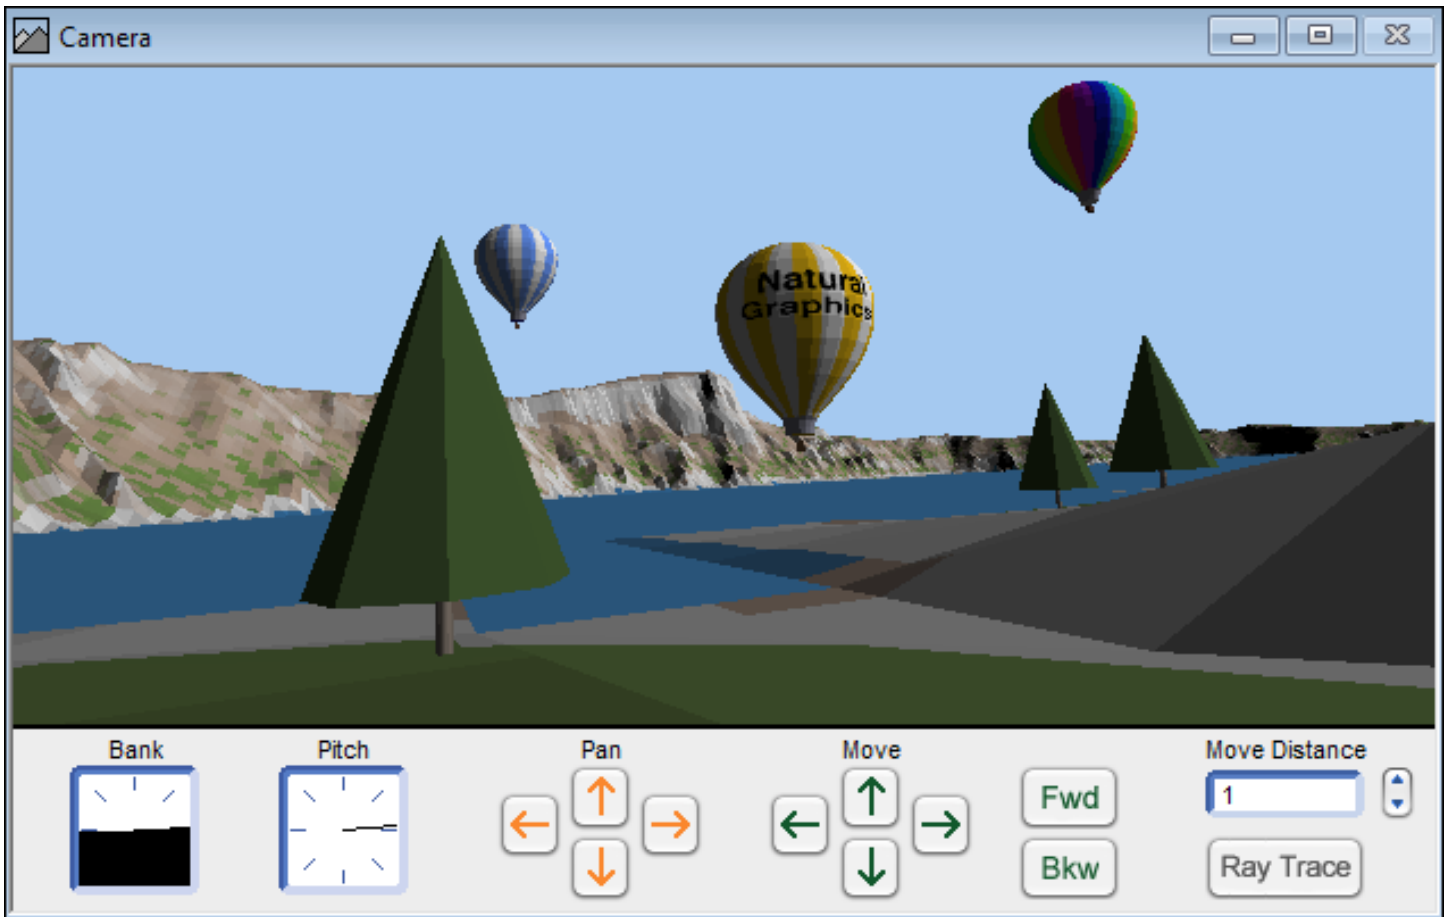 Camera
Natural
Graphics
Bank
Pitch
Pan
Move
Move Distance
Fwd
1
Bkw
Ray Trace